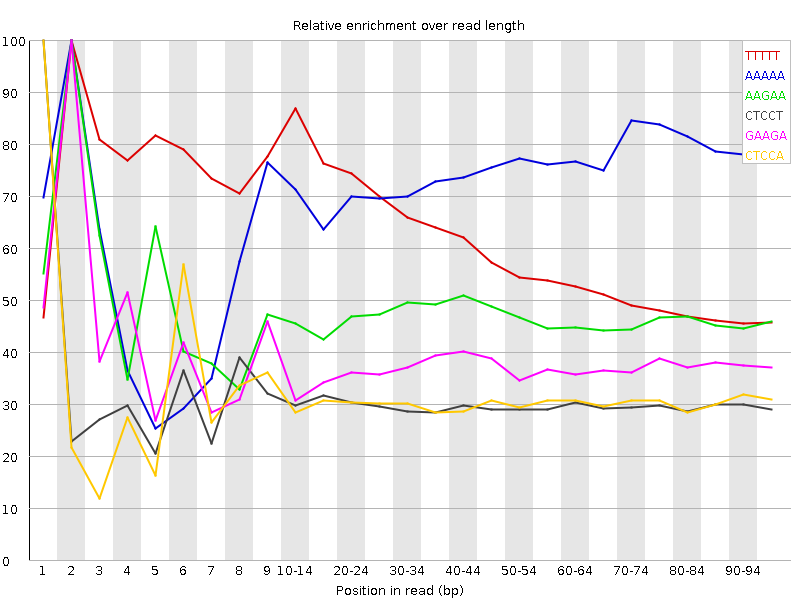 Relative enrichment over read length
100
90
80
70
60
50
40
30
20
10
0
TTTTT
AAAAA
AAGAA
CTCCT
GAAGA
CTCCA
1 2 3 4 5 6 7 8 9 10-14 20-24 30-34 40-44 50-54 60-64 70-74 80-84 90-94
Position in read (bp)